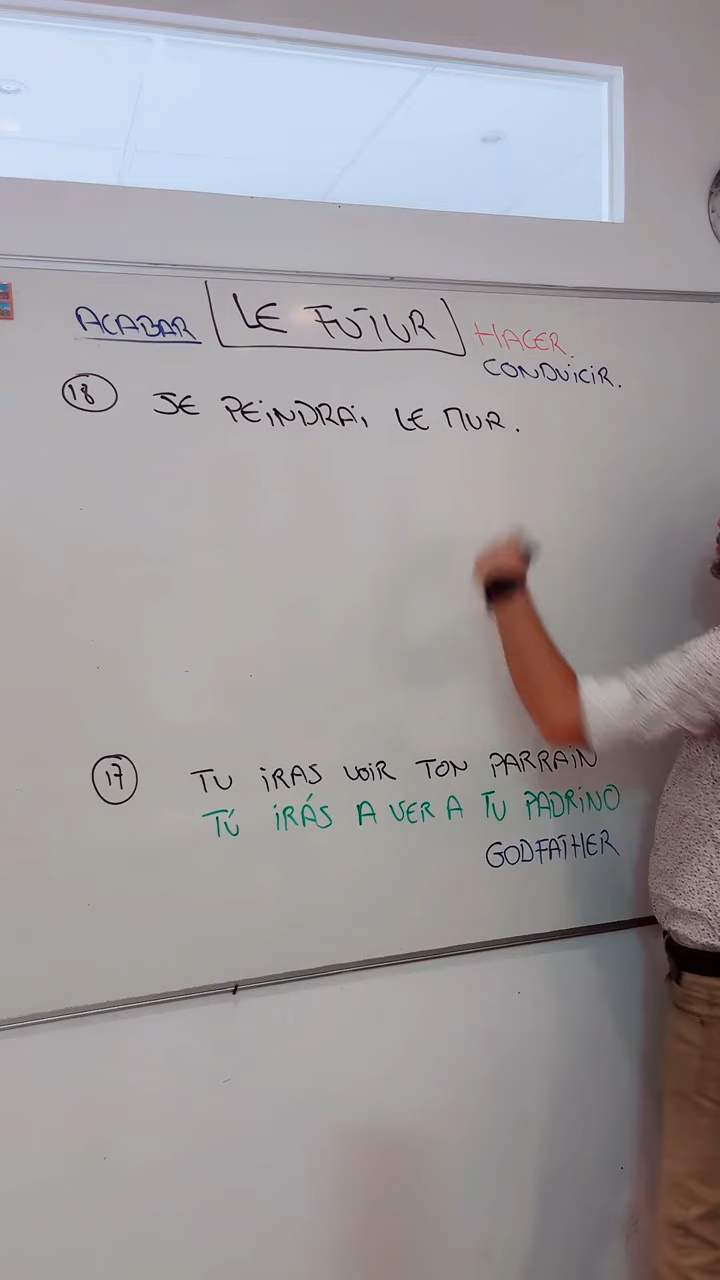 ACABAR LE FUTUR HACER.
CONDUICIR.
18 JE PEINDRAI LE MUR.
17 TU IRAS VOIR TON PARRAIN
TÚ IRÁS A VER A TU PADRINO
GODFATHER